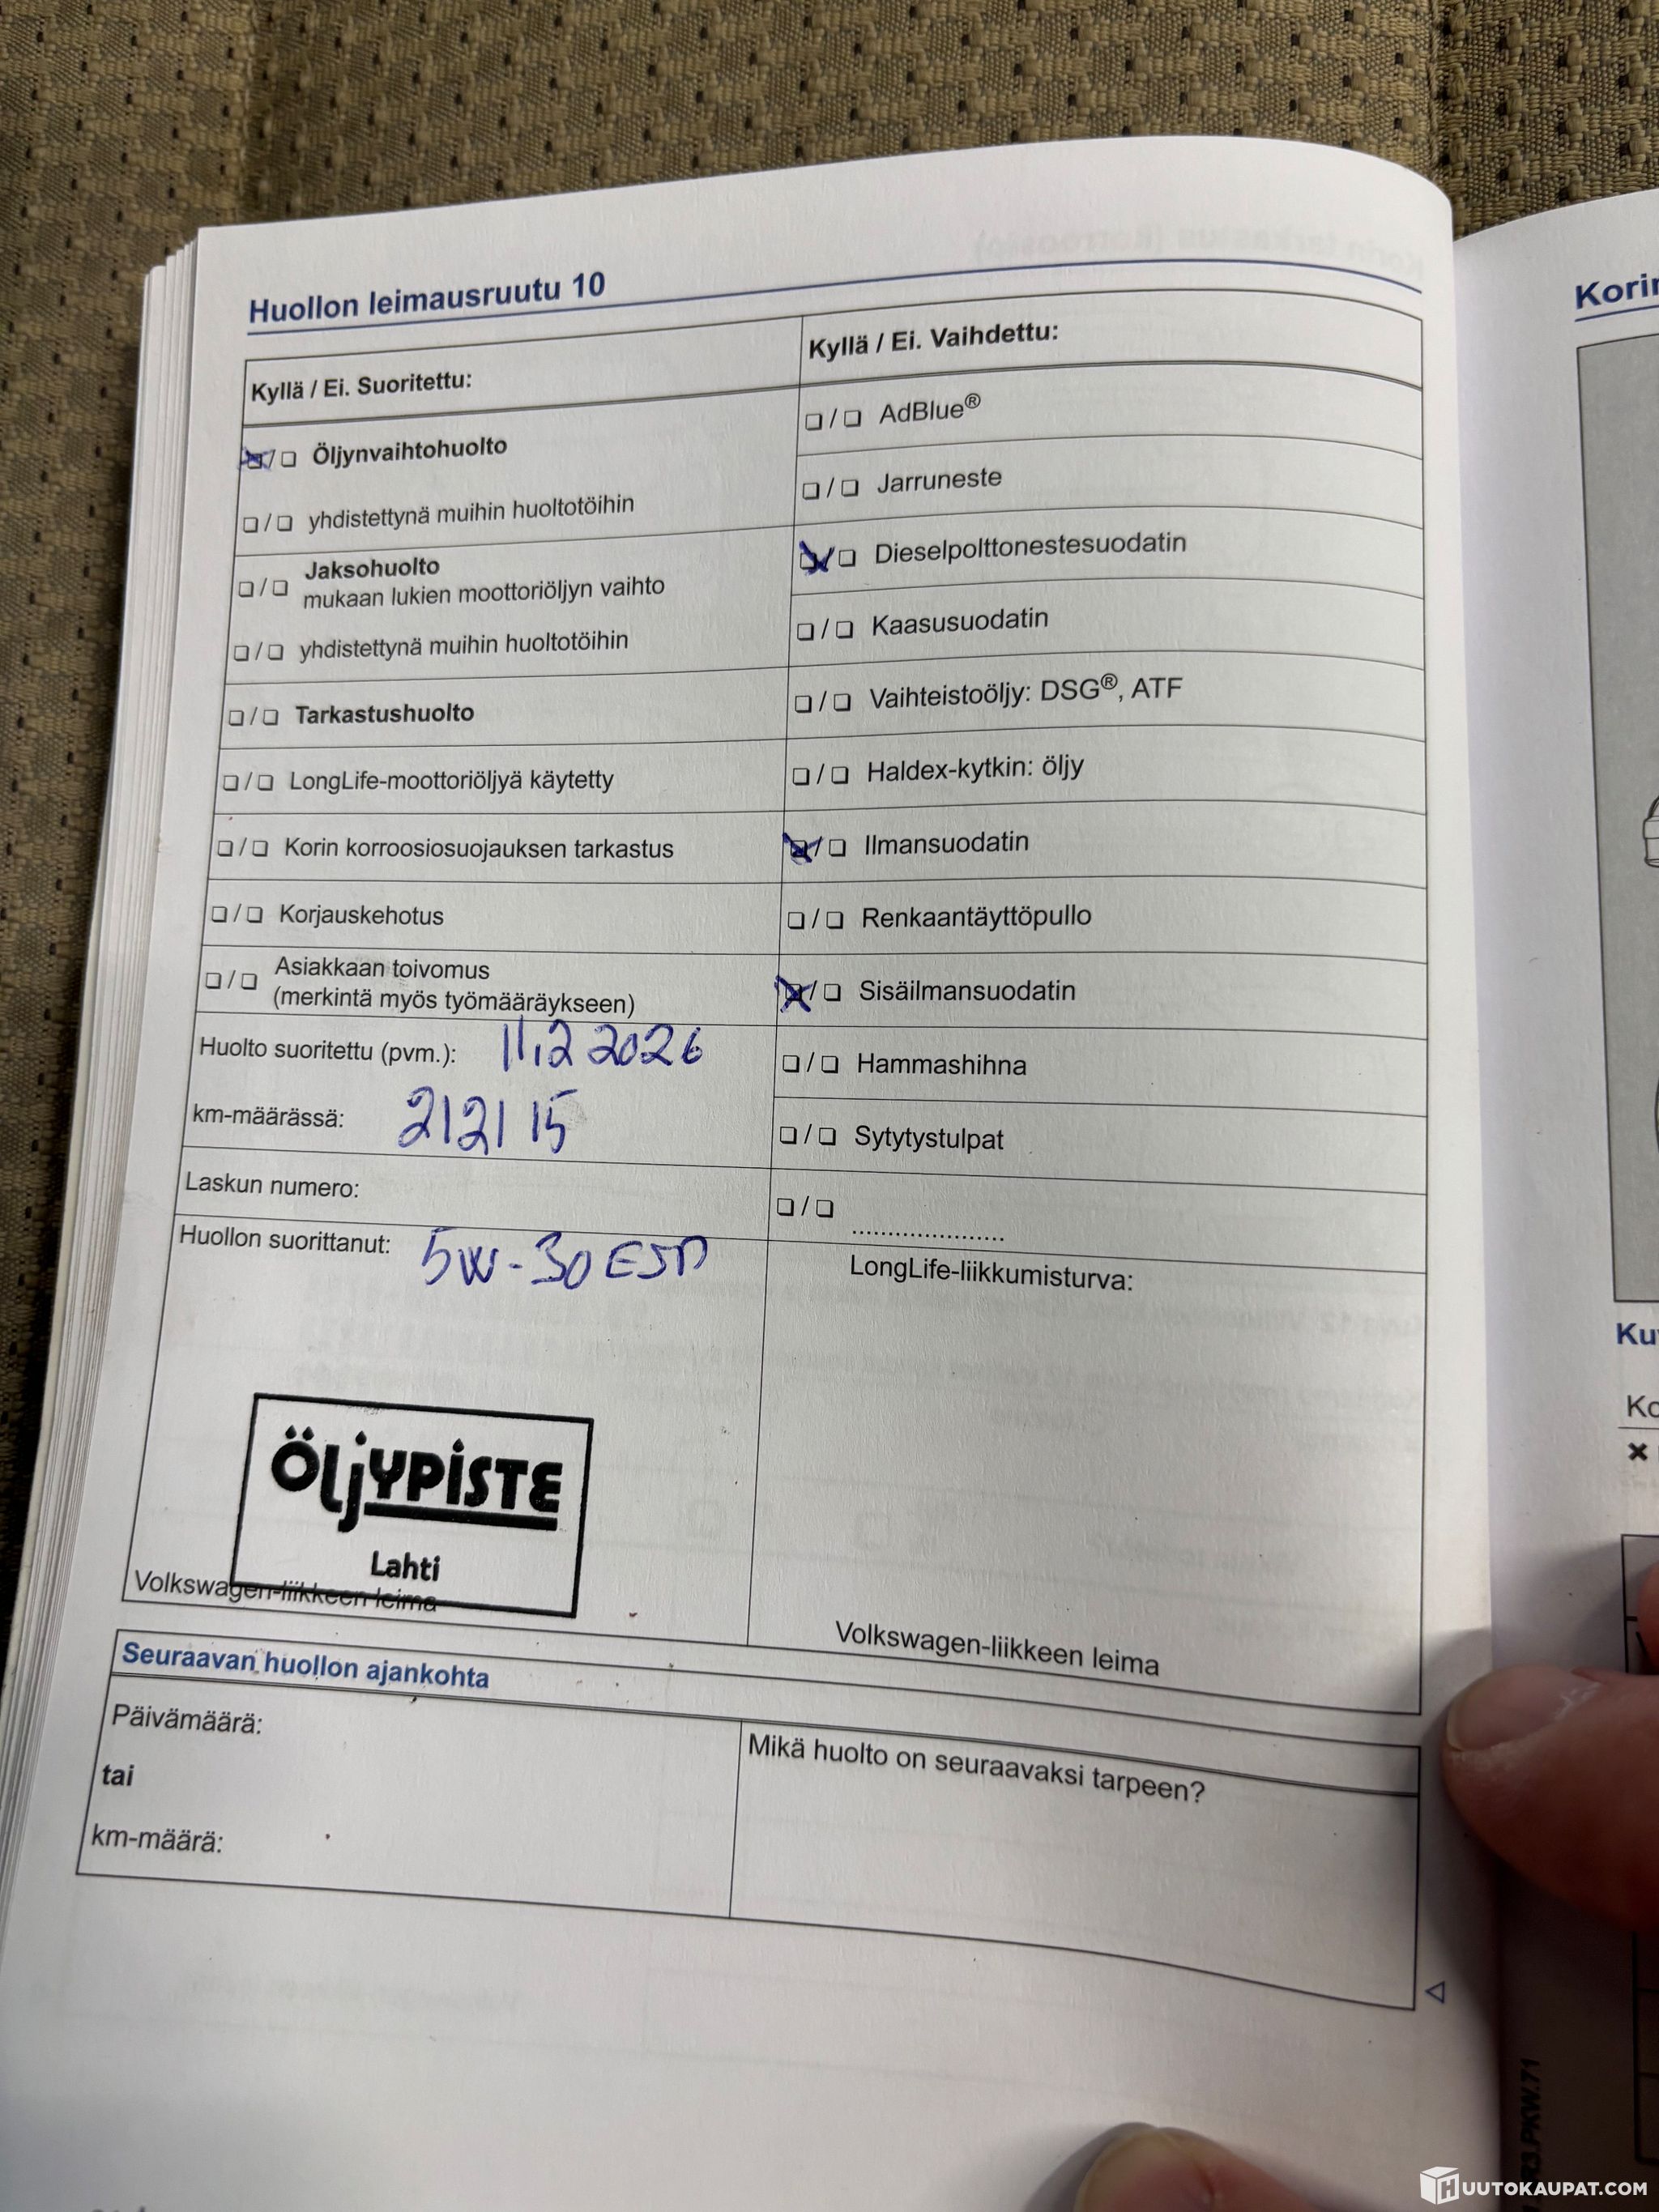 Huollon leimausruutu 10
Kyllä / Ei. Suoritettu:
❏ / ❏ Öljynvaihtohuolto
❏ / ❏ yhdistettynä muihin huoltotöihin
❏ / ❏ Jaksohuolto
mukaan lukien moottoriöljyn vaihto
❏ / ❏ yhdistettynä muihin huoltotöihin
❏ / ❏ Tarkastushuolto
❏ / ❏ LongLife-moottoriöljyä käytetty
❏ / ❏ Korin korroosiosuojauksen tarkastus
❏ / ❏ Korjauskehotus
❏ / ❏ Asiakkaan toivomus
(merkintä myös työmääräykseen)
Huolto suoritettu (pvm.): 11.2 2026
km-määrässä: 212115
Laskun numero:
Huollon suorittanut: 5W-30 ESP
ÖLJYPISTE
Lahti
Volkswagen-liikkeen leima
Kyllä / Ei. Vaihdettu:
❏ / ❏ AdBlue®
❏ / ❏ Jarruneste
❏ / ❏ Dieselpolttonestesuodatin
❏ / ❏ Kaasusuodatin
❏ / ❏ Vaihteistoöljy: DSG®, ATF
❏ / ❏ Haldex-kytkin: öljy
❏ / ❏ Ilmansuodatin
❏ / ❏ Renkaantäyttöpullo
❏ / ❏ Sisäilmansuodatin
❏ / ❏ Hammashihna
❏ / ❏ Sytytystulpat
❏ / ❏ .....................
LongLife-liikkumisturva:
Volkswagen-liikkeen leima
Seuraavan huollon ajankohta
Päivämäärä:
tai
km-määrä:
Mikä huolto on seuraavaksi tarpeen?
HUUTOKAUPAT.COM